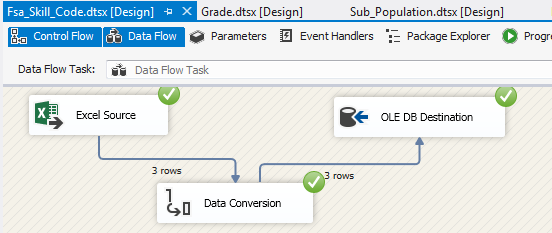 Fsa_Skill_Code.dtsx [Design] Grade.dtsx [Design] Sub_Population.dtsx [Design]
Control Flow Data Flow Parameters Event Handlers Package Explorer Progre
Data Flow Task: Data Flow Task
Excel Source OLE DB Destination
3 rows 3 rows
Data Conversion